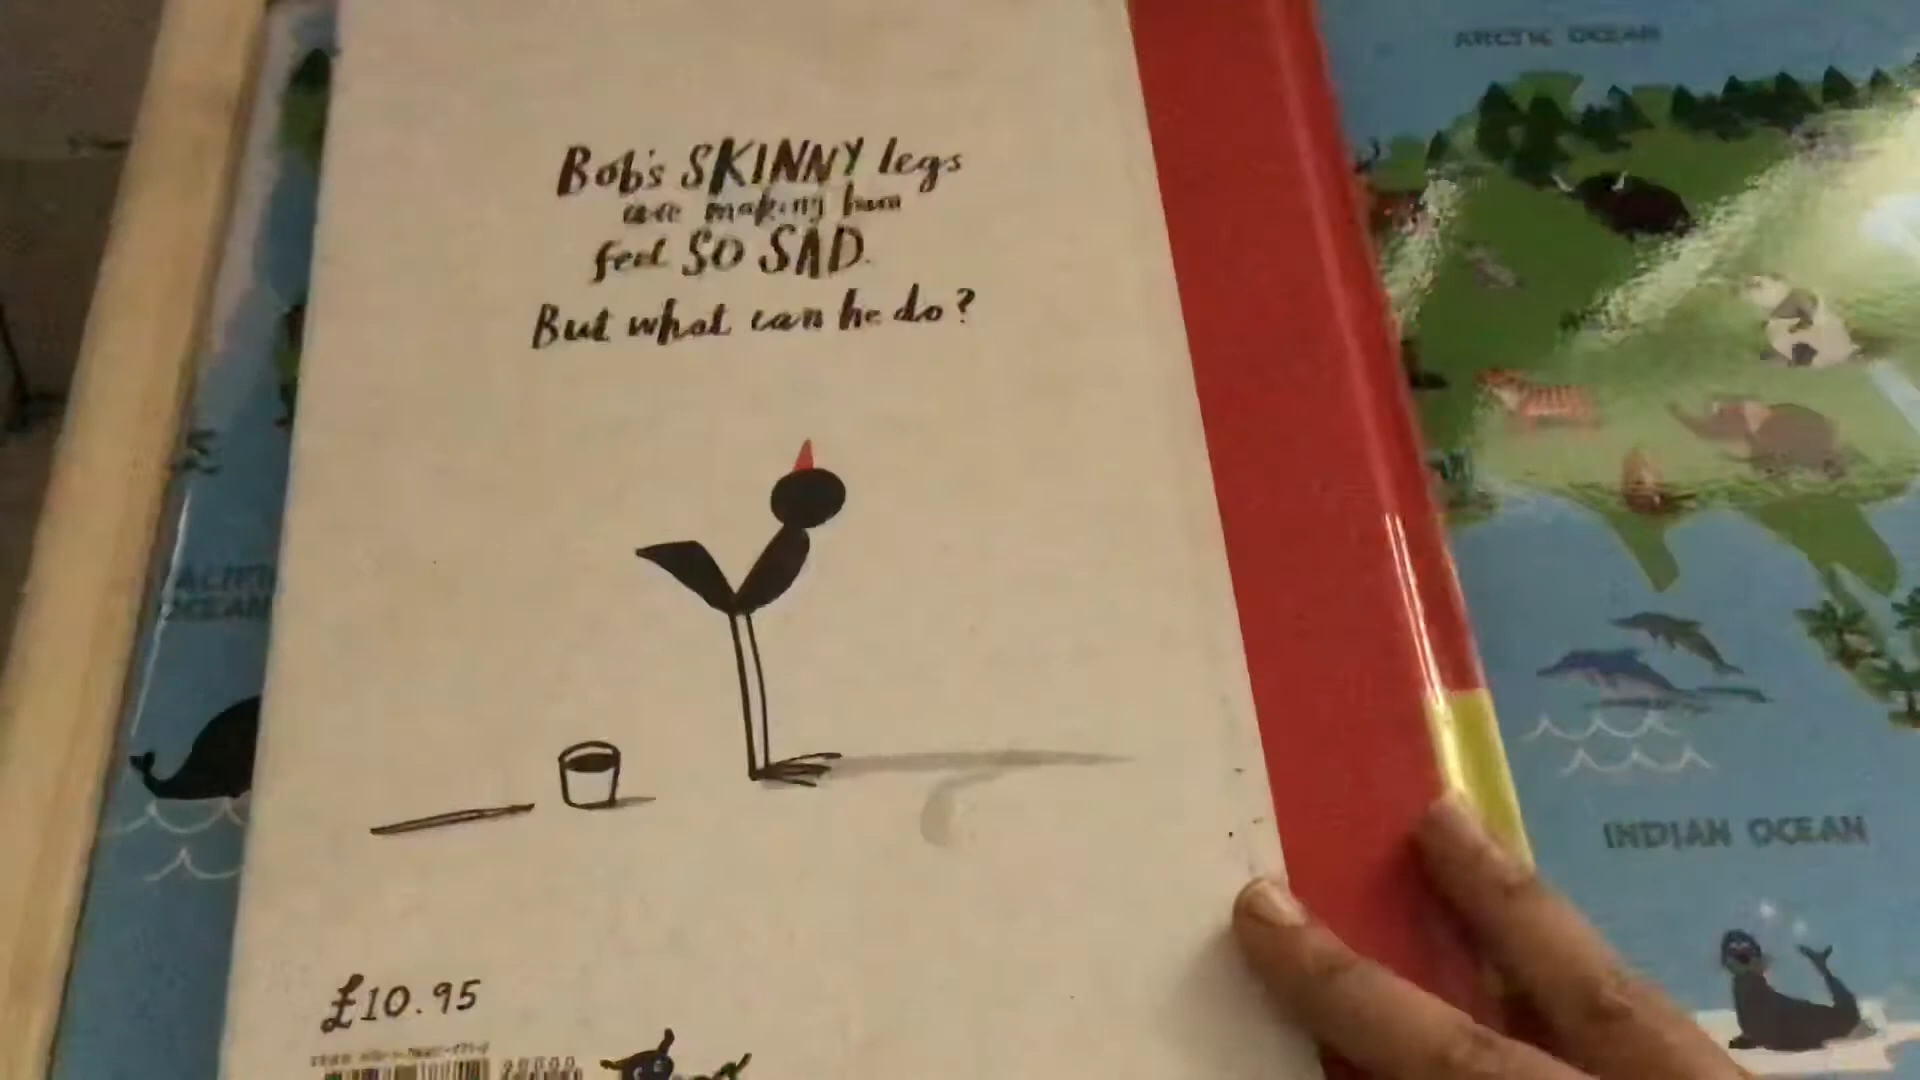 Bob's SKINNY legs
are making him
feel SO SAD.
But what can he do?
£10.95
ARCTIC OCEAN
OCEAN
INDIAN OCEAN